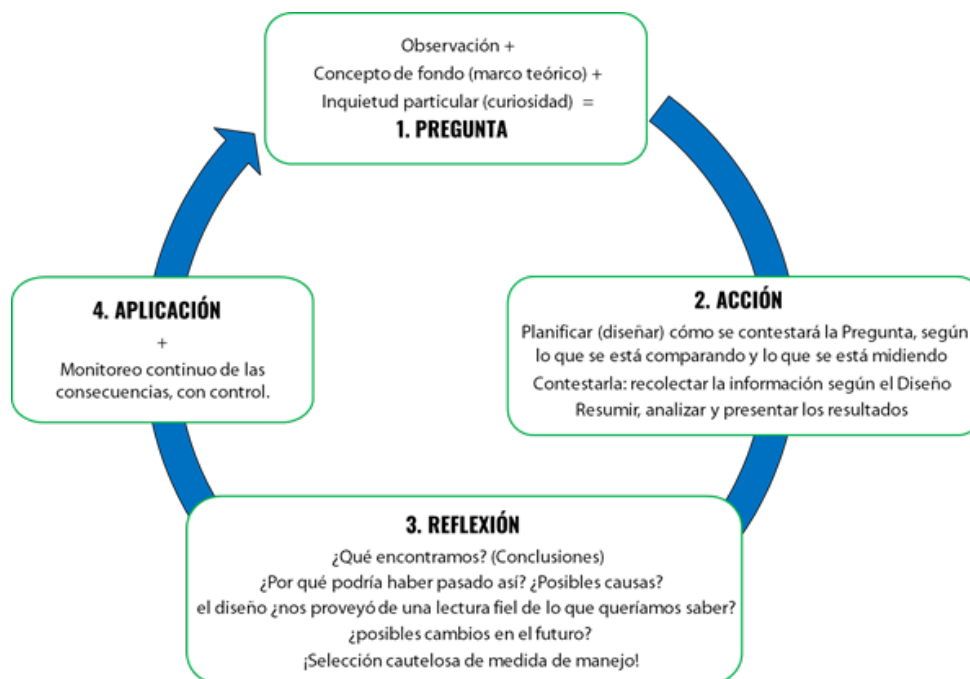 Observación +
Concepto de fondo (marco teórico) +
Inquietud particular (curiosidad) =
1. PREGUNTA
2. ACCIÓN
Planificar (diseñar) cómo se contestará la Pregunta, según
lo que se está comparando y lo que se está midiendo
Contestarla: recolectar la información según el Diseño
Resumir, analizar y presentar los resultados
3. REFLEXIÓN
¿Qué encontramos? (Conclusiones)
¿Por qué podría haber pasado así? ¿Posibles causas?
el diseño ¿nos proveyó de una lectura fiel de lo que queríamos saber?
¿posibles cambios en el futuro?
¡Selección cautelosa de medida de manejo!
4. APLICACIÓN
+
Monitoreo continuo de las
consecuencias, con control.